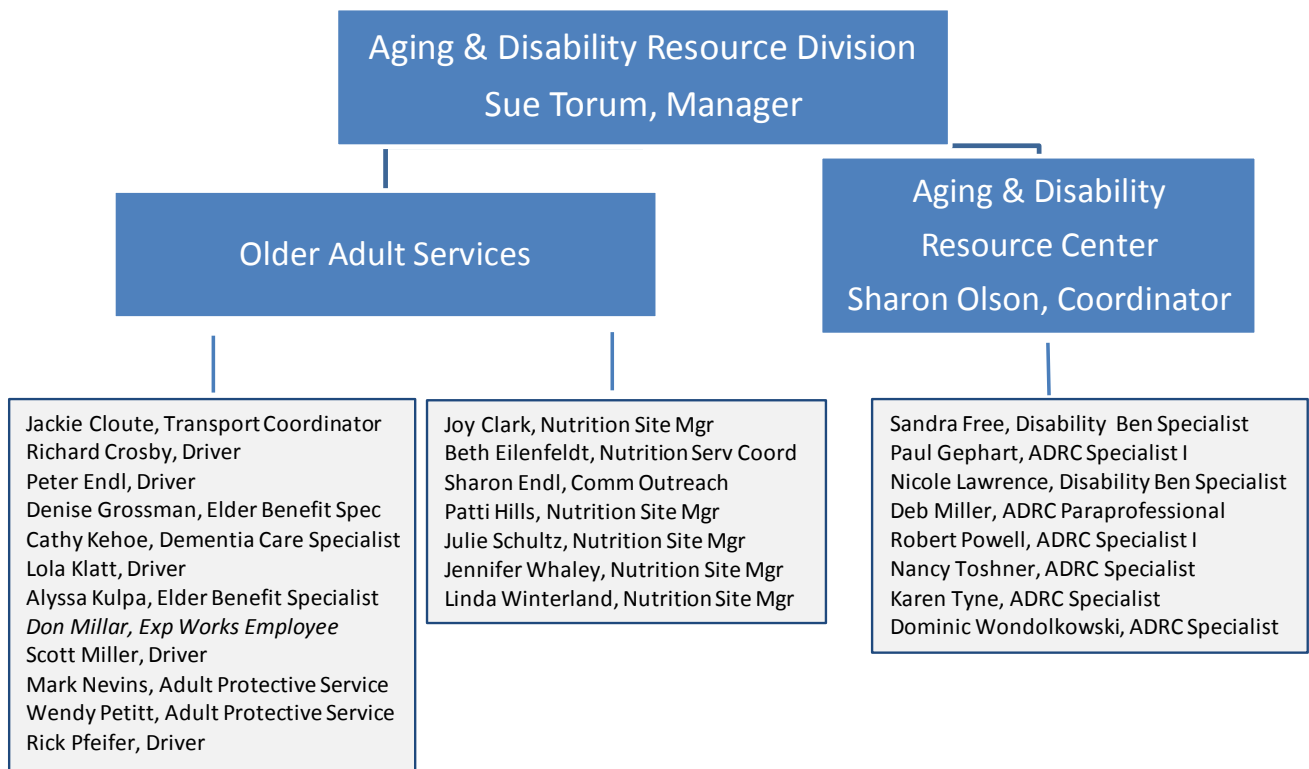 Aging & Disability Resource Division
Sue Torum, Manager
Older Adult Services
Aging & Disability
Resource Center
Sharon Olson, Coordinator
Jackie Cloute, Transport Coordinator
Richard Crosby, Driver
Peter Endl, Driver
Denise Grossman, Elder Benefit Spec
Cathy Kehoe, Dementia Care Specialist
Lola Klatt, Driver
Alyssa Kulpa, Elder Benefit Specialist
Don Millar, Exp Works Employee
Scott Miller, Driver
Mark Nevins, Adult Protective Service
Wendy Petitt, Adult Protective Service
Rick Pfeifer, Driver
Joy Clark, Nutrition Site Mgr
Beth Eilenfeldt, Nutrition Serv Coord
Sharon Endl, Comm Outreach
Patti Hills, Nutrition Site Mgr
Julie Schultz, Nutrition Site Mgr
Jennifer Whaley, Nutrition Site Mgr
Linda Winterland, Nutrition Site Mgr
Sandra Free, Disability Ben Specialist
Paul Gephart, ADRC Specialist I
Nicole Lawrence, Disability Ben Specialist
Deb Miller, ADRC Paraprofessional
Robert Powell, ADRC Specialist I
Nancy Toshner, ADRC Specialist
Karen Tyne, ADRC Specialist
Dominic Wondolkowski, ADRC Specialist